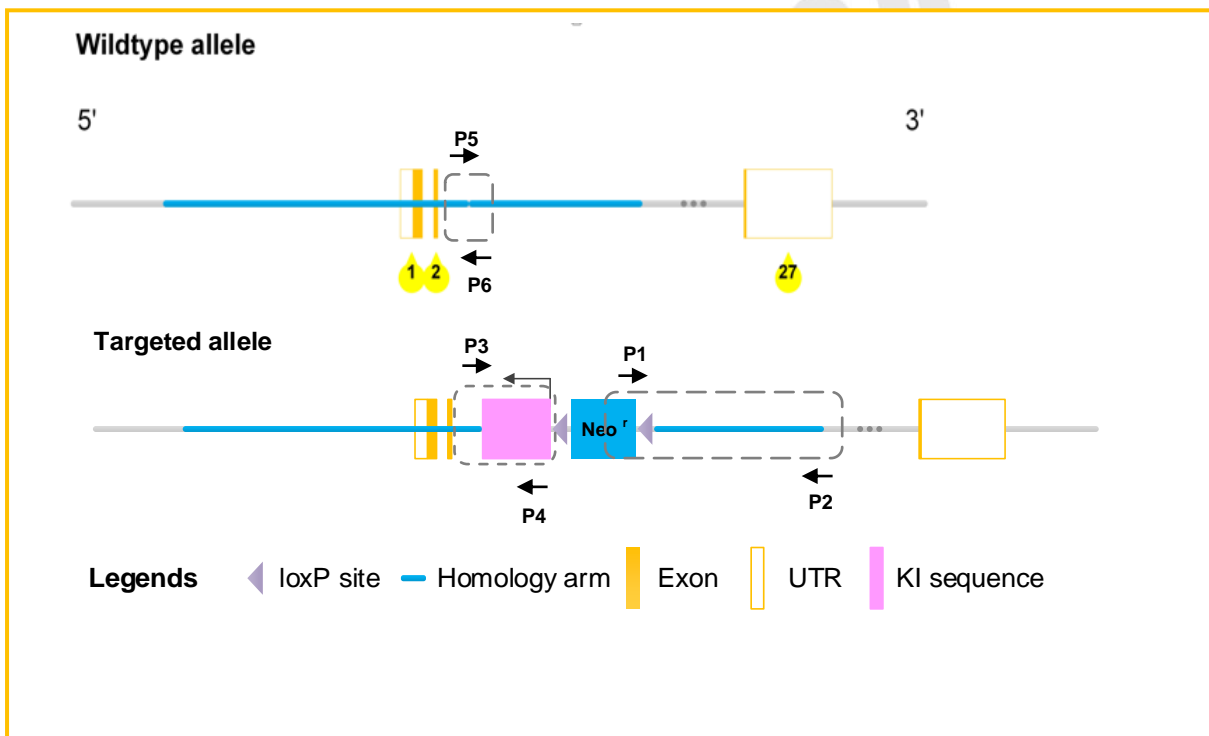 Wildtype allele
5' 3'
P5
1 2 27
P6
Targeted allele
P3 P1
Neo r
P2
P4
Legends loxP site Homology arm Exon UTR KI sequence